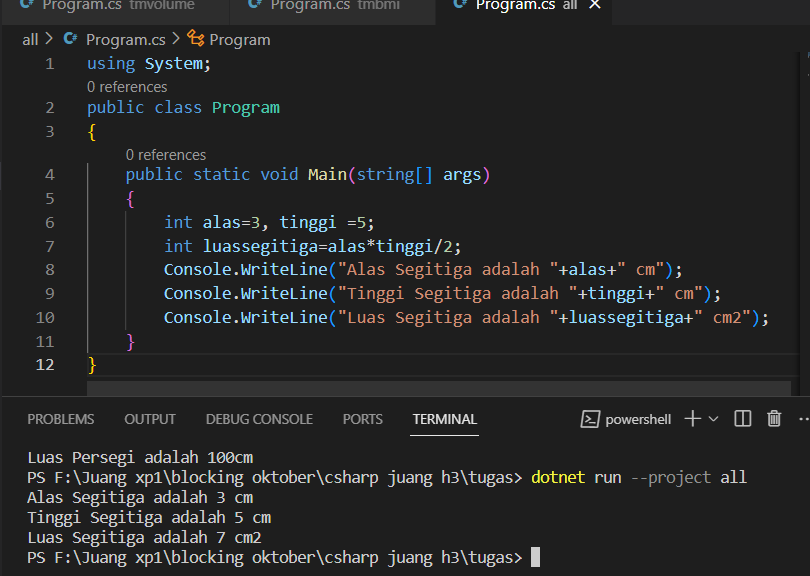 Program.cs tmvolume Program.cs tmbmi Program.cs all
all > Program.cs > Program
1 using System;
0 references
2 public class Program
3 {
0 references
4 public static void Main(string[] args)
5 {
6 int alas=3, tinggi =5;
7 int luassegitiga=alas*tinggi/2;
8 Console.WriteLine("Alas Segitiga adalah "+alas+" cm");
9 Console.WriteLine("Tinggi Segitiga adalah "+tinggi+" cm");
10 Console.WriteLine("Luas Segitiga adalah "+luassegitiga+" cm2");
11 }
12 }
PROBLEMS OUTPUT DEBUG CONSOLE PORTS TERMINAL powershell
Luas Persegi adalah 100cm
PS F:\Juang xp1\blocking oktober\csharp juang h3\tugas> dotnet run --project all
Alas Segitiga adalah 3 cm
Tinggi Segitiga adalah 5 cm
Luas Segitiga adalah 7 cm2
PS F:\Juang xp1\blocking oktober\csharp juang h3\tugas>